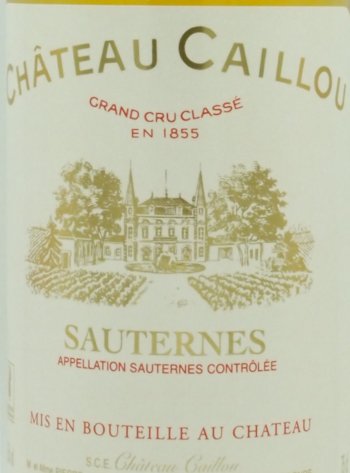 CHÂTEAU CAILLOU
GRAND CRU CLASSÉ
EN 1855
SAUTERNES
APPELLATION SAUTERNES CONTRÔLÉE
MIS EN BOUTEILLE AU CHATEAU
S.C.E. Château Caillou